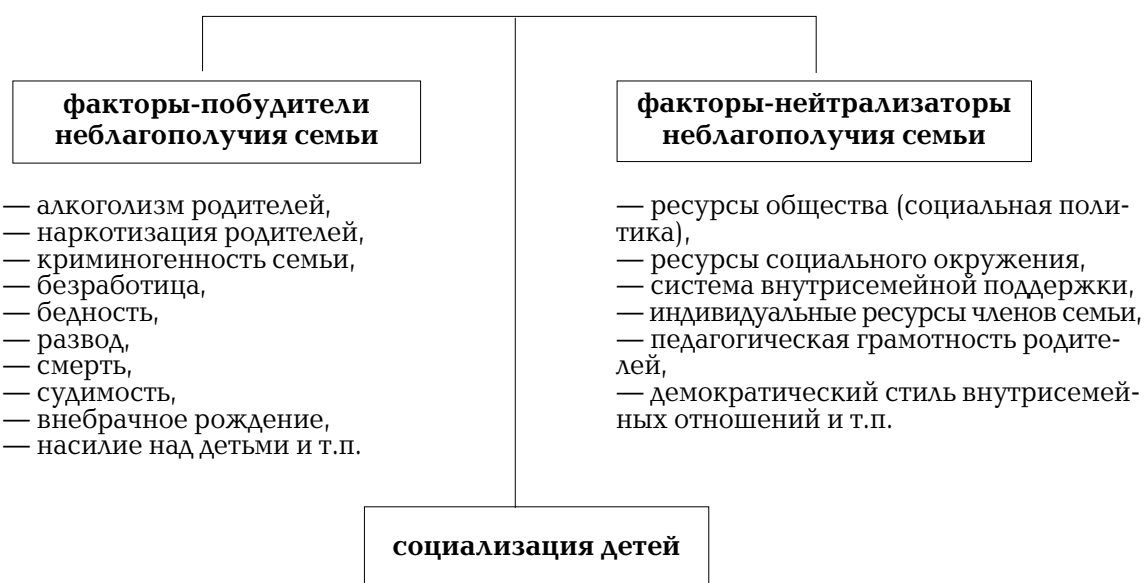 факторы-побудители
неблагополучия семьи
— алкоголизм родителей,
— наркотизация родителей,
— криминогенность семьи,
— безработица,
— бедность,
— развод,
— смерть,
— судимость,
— внебрачное рождение,
— насилие над детьми и т.п.
факторы-нейтрализаторы
неблагополучия семьи
— ресурсы общества (социальная поли-
тика),
— ресурсы социального окружения,
— система внутрисемейной поддержки,
— индивидуальные ресурсы членов семьи,
— педагогическая грамотность родите-
лей,
— демократический стиль внутрисемей-
ных отношений и т.п.
социализация детей